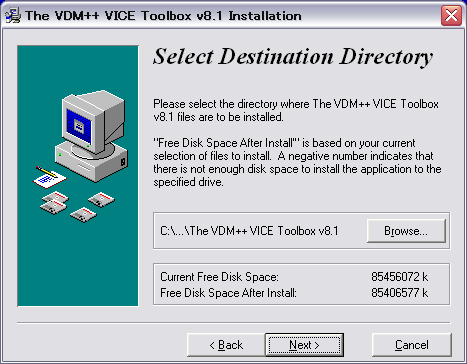 The VDM++ VICE Toolbox v8.1 Installation
Select Destination Directory
Please select the directory where The VDM++ VICE Toolbox
v8.1 files are to be installed.
"Free Disk Space After Install'" is based on your current
selection of files to install.  A negative number indicates that
there is not enough disk space to install the application to the
specified drive.
C:\...\The VDM++ VICE Toolbox v8.1
Browse...
Current Free Disk Space: 85456072 k
Free Disk Space After Install: 85406577 k
< Back Next > Cancel